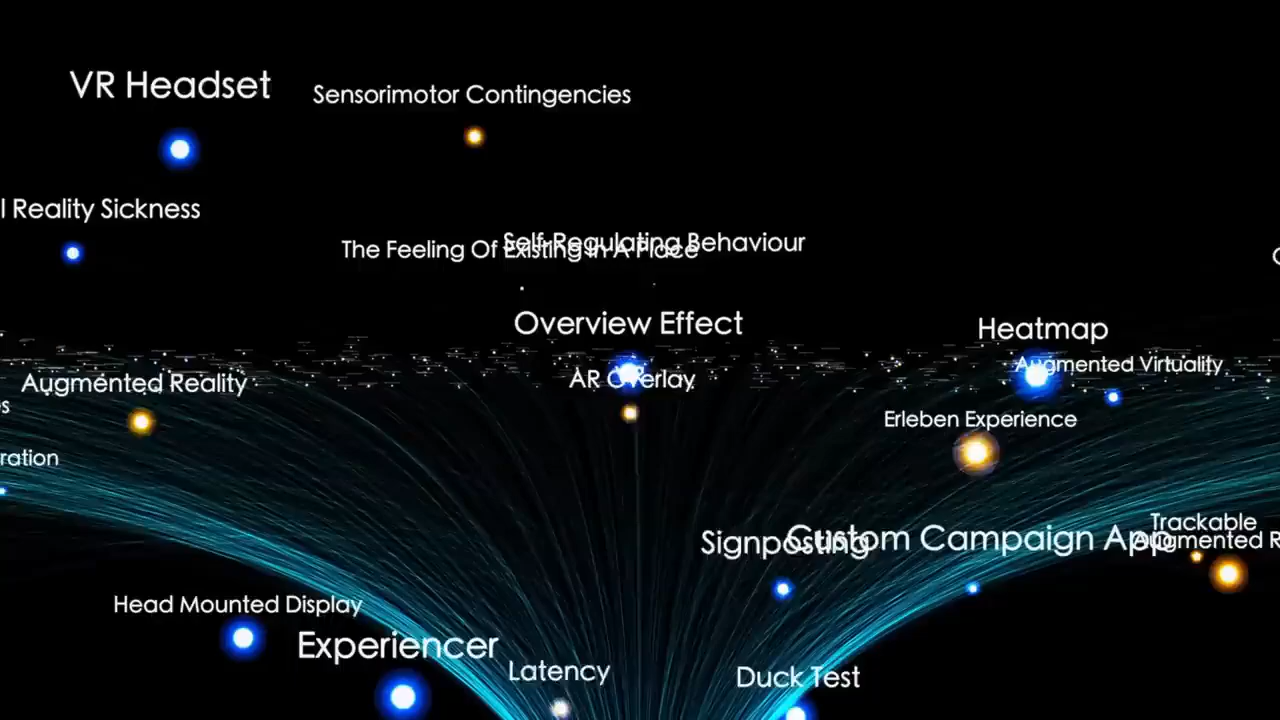 VR Headset
Sensorimotor Contingencies
l Reality Sickness
Self-Regulating Behaviour
The Feeling Of Existing In A Place
Overview Effect
Heatmap
Augmented Virtuality
AR Overlay
Augmented Reality
s
Erleben Experience
ration
Trackable
Signposting
Custom Campaign App
Augmented R
Head Mounted Display
Experiencer
Latency
Duck Test